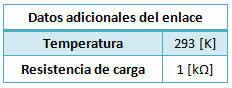 Datos adicionales del enlace
Temperatura 293 [K]
Resistencia de carga 1 [kΩ]